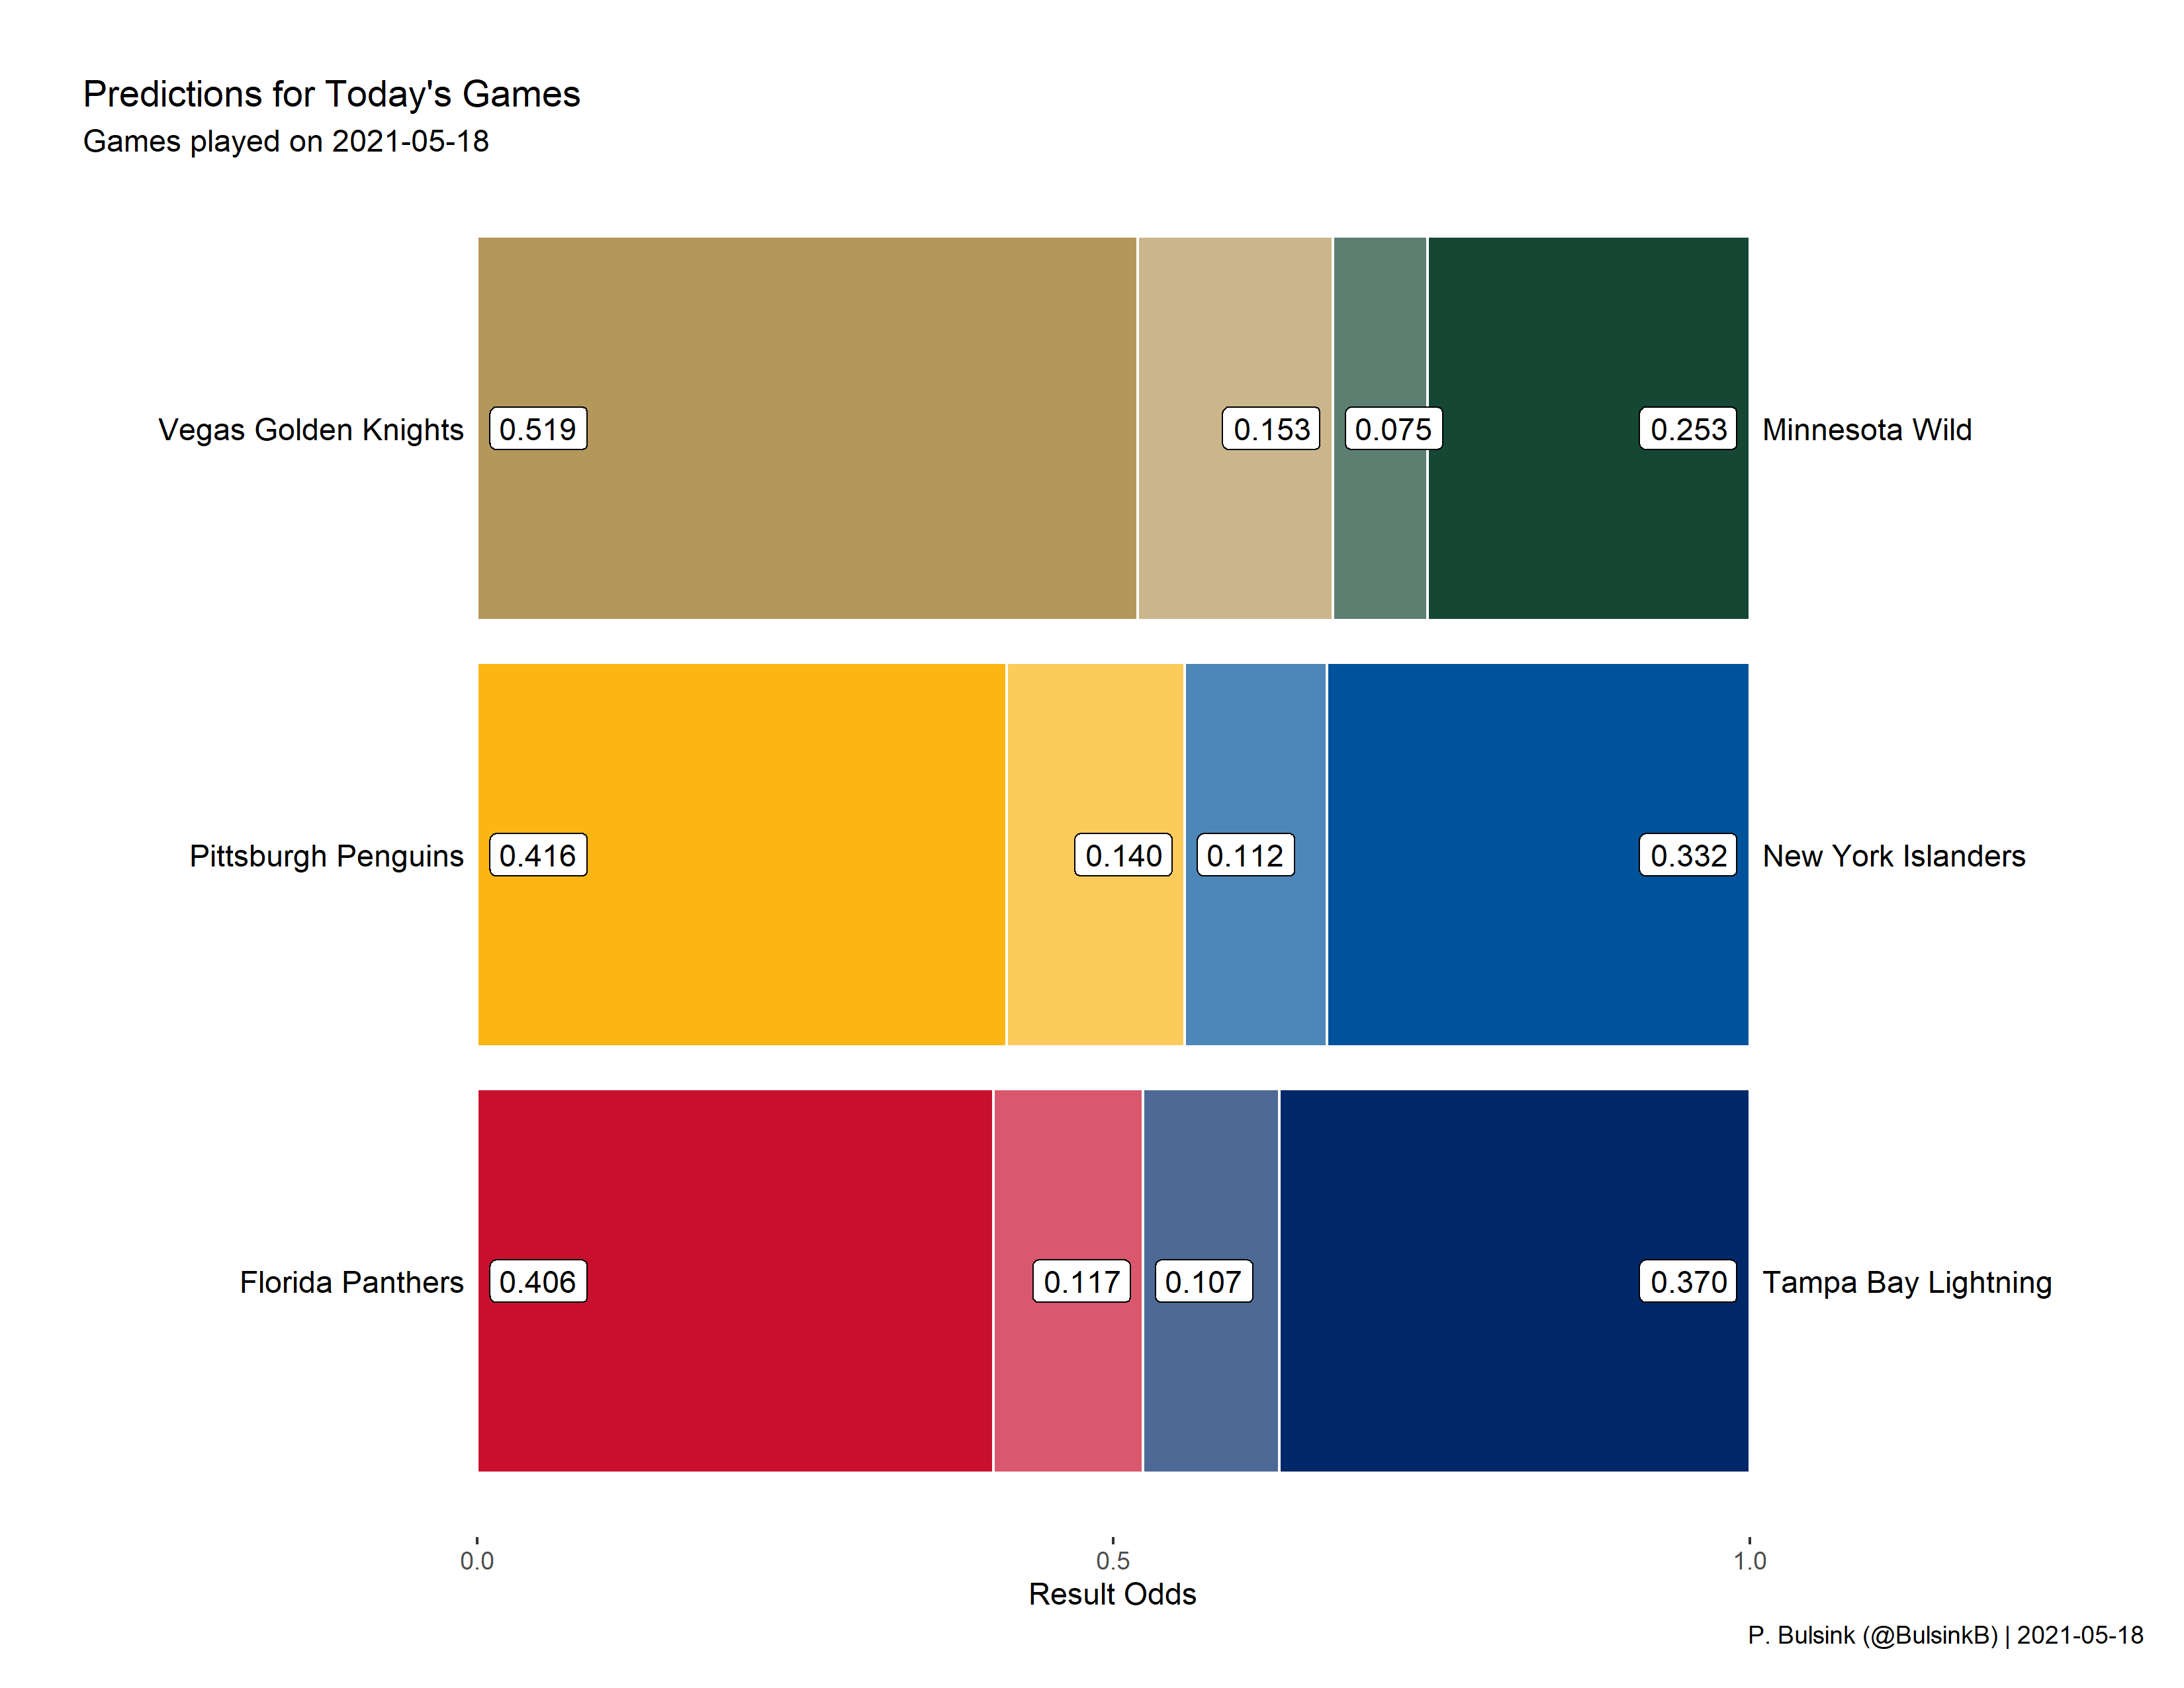 Predictions for Today's Games
Games played on 2021-05-18
Vegas Golden Knights 0.519 0.153 0.075 0.253 Minnesota Wild
Pittsburgh Penguins 0.416 0.140 0.112 0.332 New York Islanders
Florida Panthers 0.406 0.117 0.107 0.370 Tampa Bay Lightning
0.0 0.5 1.0
Result Odds
P. Bulsink (@BulsinkB) | 2021-05-18